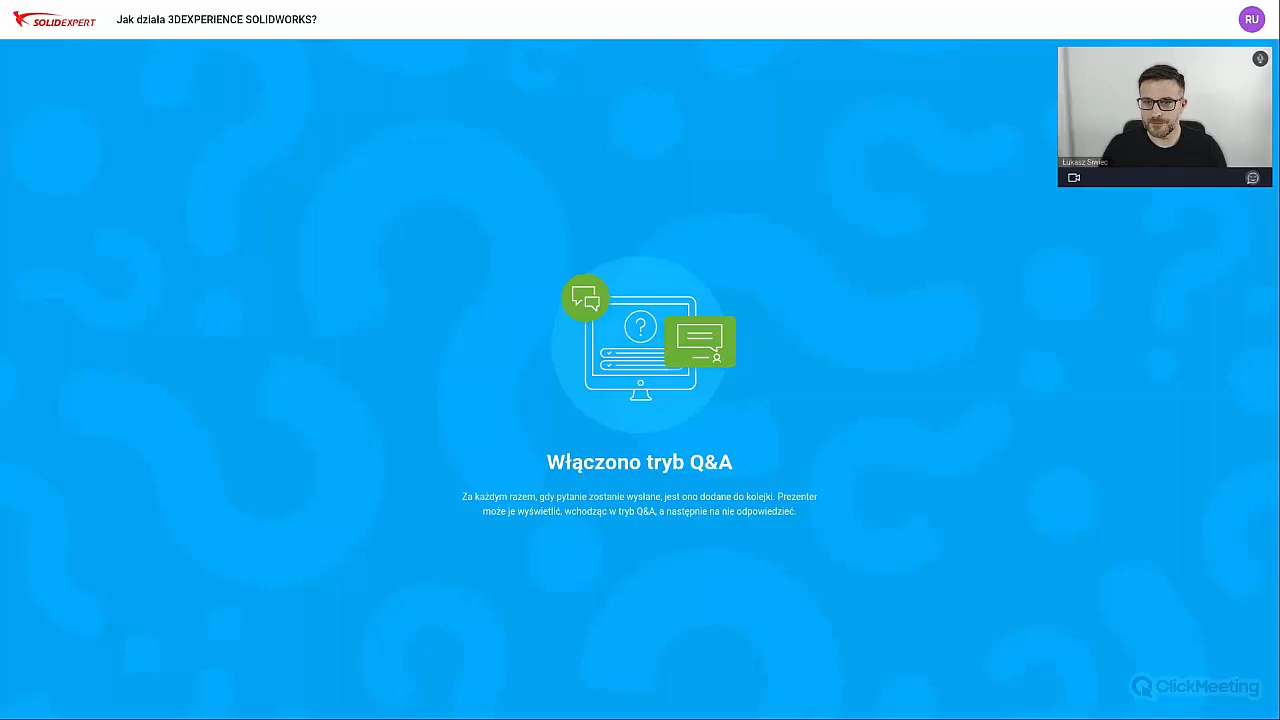 SOLIDEXPERT
Jak działa 3DEXPERIENCE SOLIDWORKS?
RU
Łukasz Siwiec
?
Włączono tryb Q&A
Za każdym razem, gdy pytanie zostanie wysłane, jest ono dodane do kolejki. Prezenter
może je wyświetlić, wchodząc w tryb Q&A, a następnie na nie odpowiedzieć.
ClickMeeting